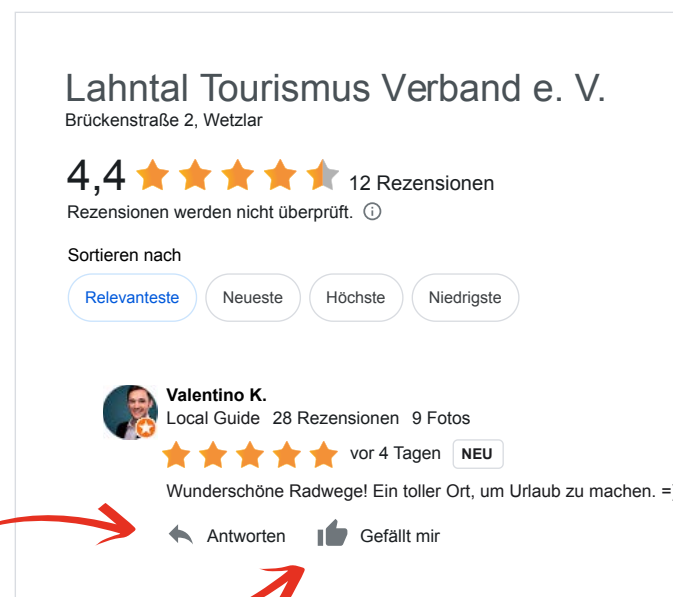 Lahntal Tourismus Verband e. V.
Brückenstraße 2, Wetzlar
4,4 12 Rezensionen
Rezensionen werden nicht überprüft.
Sortieren nach
Relevanteste Neueste Höchste Niedrigste
Valentino K.
Local Guide 28 Rezensionen 9 Fotos
vor 4 Tagen NEU
Wunderschöne Radwege! Ein toller Ort, um Urlaub zu machen. =)
Antworten Gefällt mir